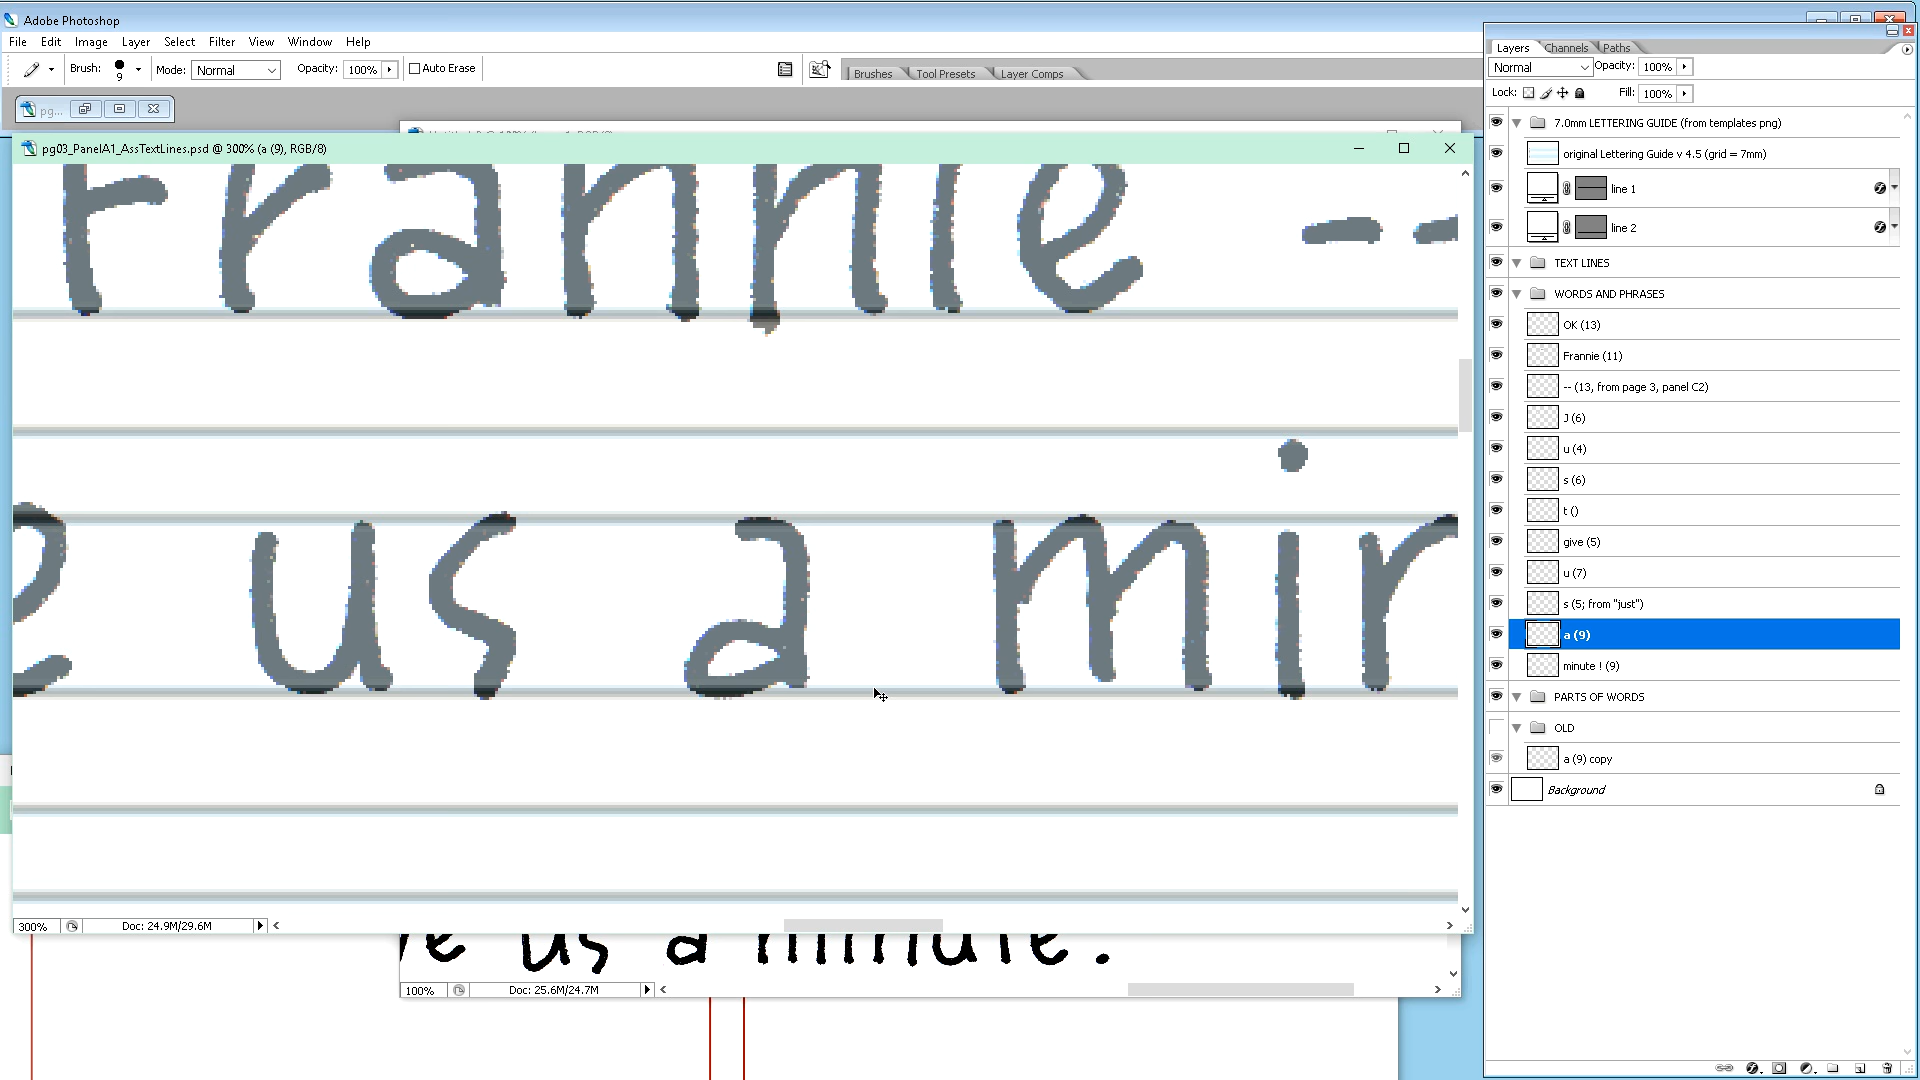 Adobe Photoshop
File Edit Image Layer Select Filter View Window Help
Brush: 9 Mode: Normal Opacity: 100% Auto Erase
Brushes Tool Presets Layer Comps
pg...
pg03_PanelA1_AssTextLines.psd @ 300% (a (9), RGB/8)
Frannie --
us a min
300% Doc: 24.9M/29.6M
us a minute.
100% Doc: 25.6M/24.7M
Layers Channels Paths
Normal Opacity: 100%
Lock: Fill: 100%
7.0mm LETTERING GUIDE (from templates png)
original Lettering Guide v 4.5 (grid = 7mm)
line 1
line 2
TEXT LINES
WORDS AND PHRASES
OK (13)
Frannie (11)
-- (13, from page 3, panel C2)
J (6)
u (4)
s (6)
t ()
give (5)
u (7)
s (5; from "just")
a (9)
minute ! (9)
PARTS OF WORDS
OLD
a (9) copy
Background